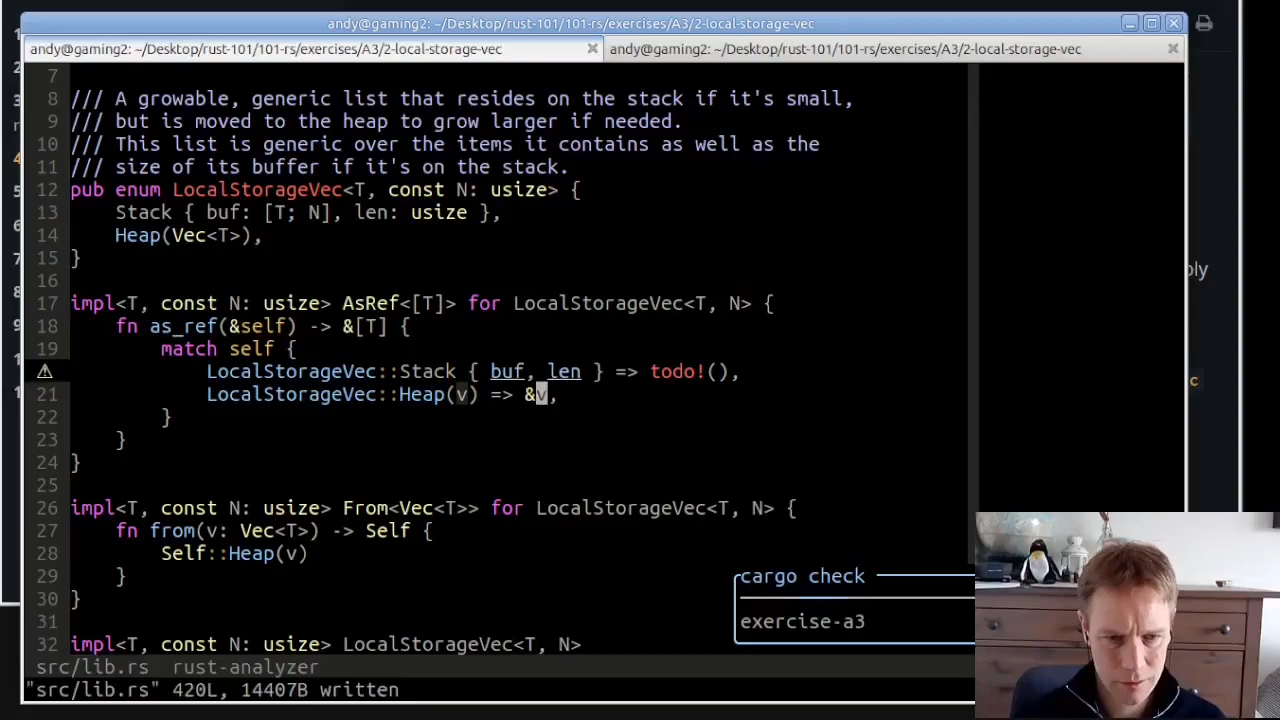 andy@gaming2: ~/Desktop/rust-101/101-rs/exercises/A3/2-local-storage-vec
andy@gaming2: ~/Desktop/rust-101/101-rs/exercises/A3/2-local-storage-vec
andy@gaming2: ~/Desktop/rust-101/101-rs/exercises/A3/2-local-storage-vec
7
8 /// A growable, generic list that resides on the stack if it's small,
9 /// but is moved to the heap to grow larger if needed.
10 /// This list is generic over the items it contains as well as the
11 /// size of its buffer if it's on the stack.
12 pub enum LocalStorageVec<T, const N: usize> {
13 Stack { buf: [T; N], len: usize },
14 Heap(Vec<T>),
15 }
16
17 impl<T, const N: usize> AsRef<[T]> for LocalStorageVec<T, N> {
18 fn as_ref(&self) -> &[T] {
19 match self {
⚠ LocalStorageVec::Stack { buf, len } => todo!(),
21 LocalStorageVec::Heap(v) => &v,
22 }
23 }
24 }
25
26 impl<T, const N: usize> From<Vec<T>> for LocalStorageVec<T, N> {
27 fn from(v: Vec<T>) -> Self {
28 Self::Heap(v)
29 }
30 }
31
32 impl<T, const N: usize> LocalStorageVec<T, N>
cargo check
exercise-a3
src/lib.rs rust-analyzer
"src/lib.rs" 420L, 14407B written